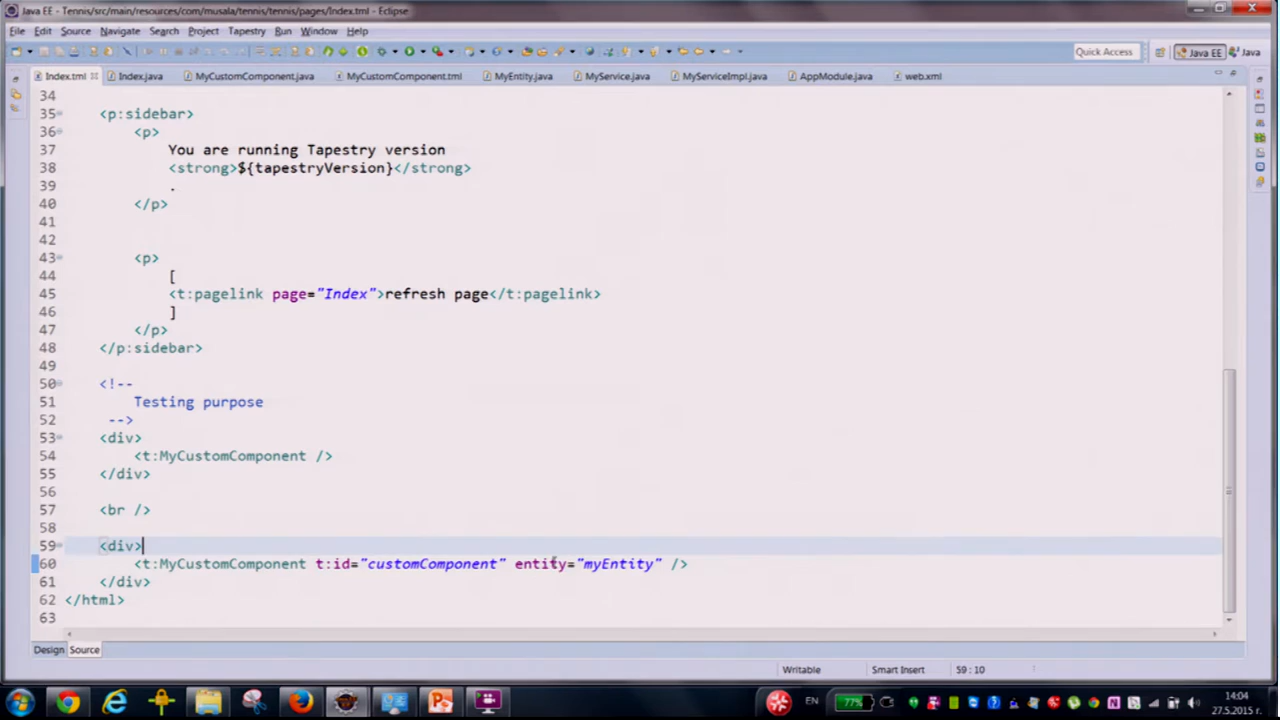 Java EE - Tennis/src/main/resources/com/musala/tennis/tennis/pages/Index.tml - Eclipse
File Edit Source Navigate Search Project Tapestry Run Window Help
Quick Access Java EE Java
Index.tml Index.java MyCustomComponent.java MyCustomComponent.tml MyEntity.java MyService.java MyServiceImpl.java AppModule.java web.xml
34
35 <p:sidebar>
36 <p>
37 You are running Tapestry version
38 <strong>${tapestryVersion}</strong>
39 .
40 </p>
41
42
43 <p>
44 [
45 <t:pagelink page="Index">refresh page</t:pagelink>
46 ]
47 </p>
48 </p:sidebar>
49
50 <!--
51 Testing purpose
52 -->
53 <div>
54 <t:MyCustomComponent />
55 </div>
56
57 <br />
58
59 <div>
60 <t:MyCustomComponent t:id="customComponent" entity="myEntity" />
61 </div>
62 </html>
63
Design Source
Writable Smart Insert 59 : 10
EN 77% 14:04
27.5.2015 г.